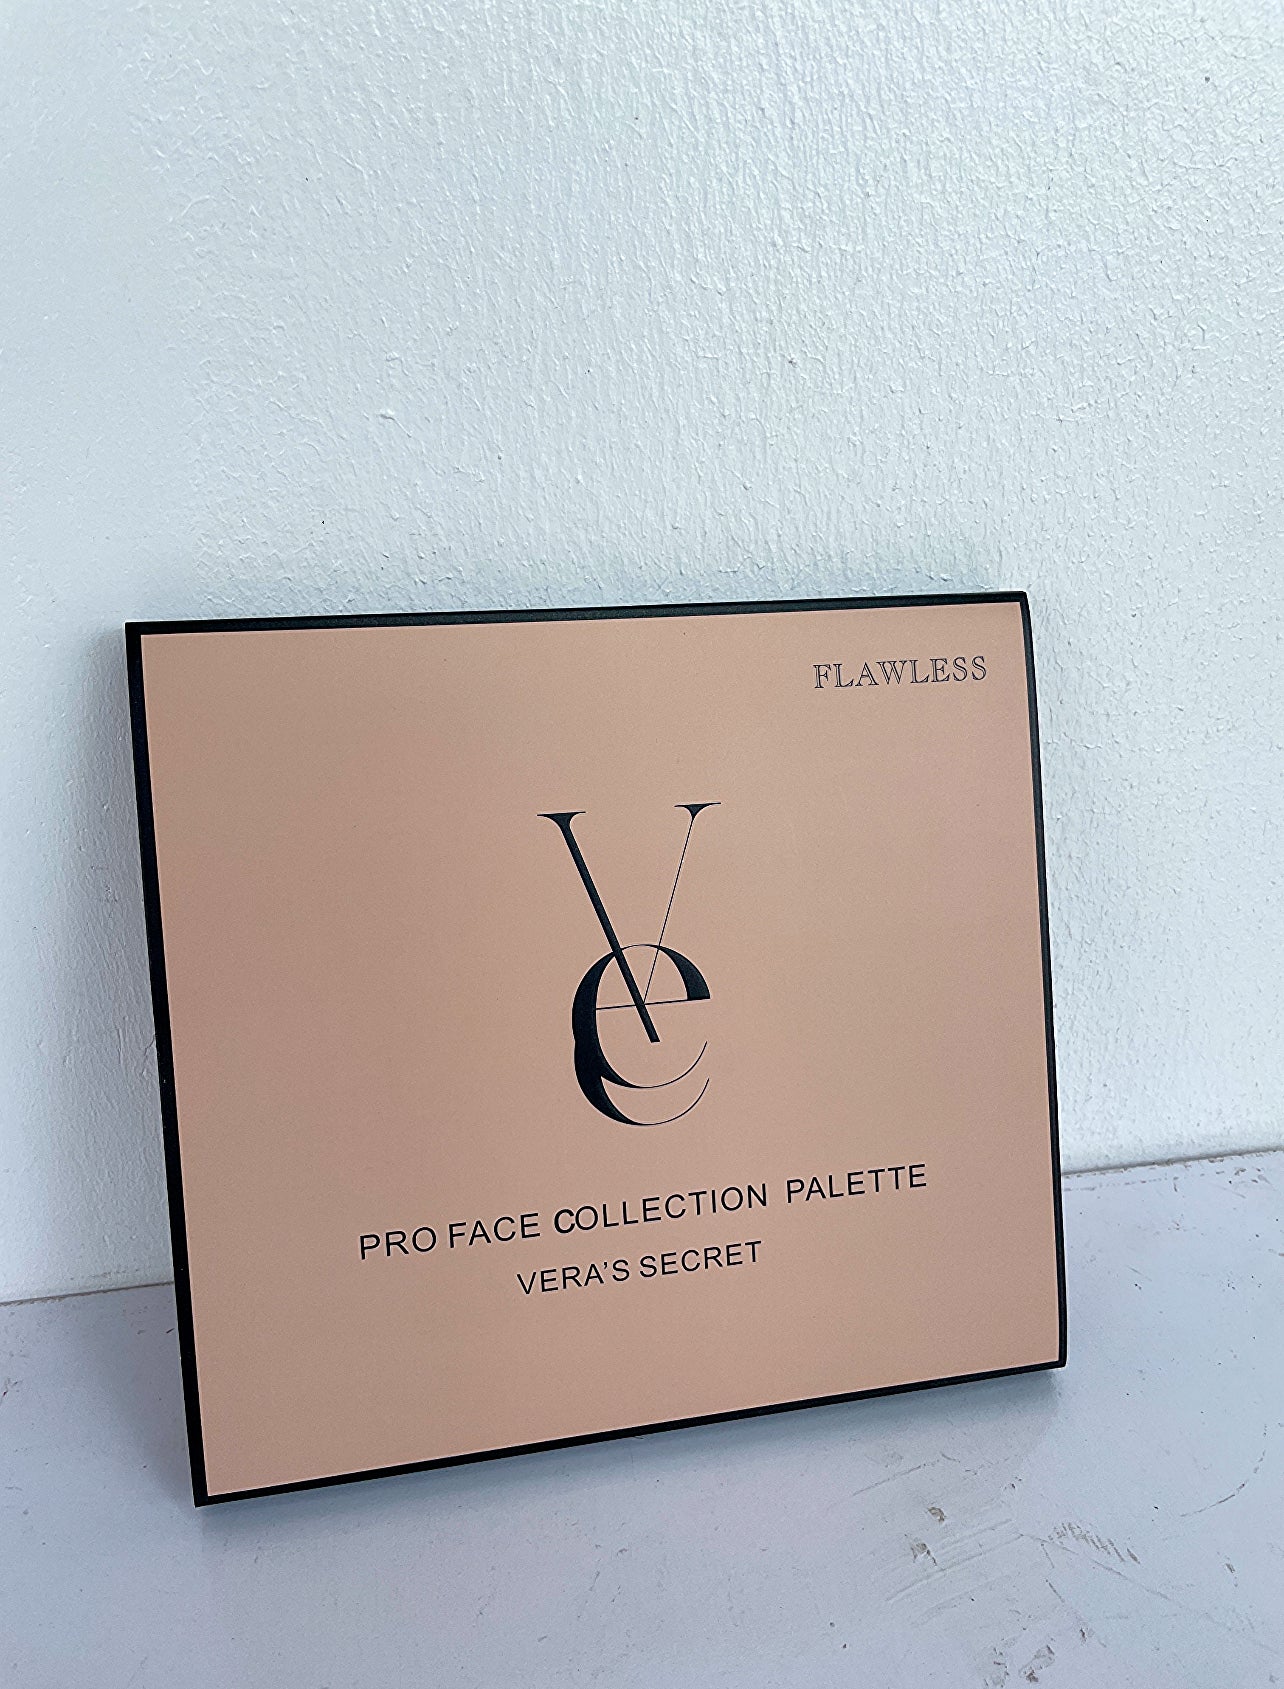 FLAWLESS
Ve
PRO FACE COLLECTION PALETTE
VERA'S SECRET